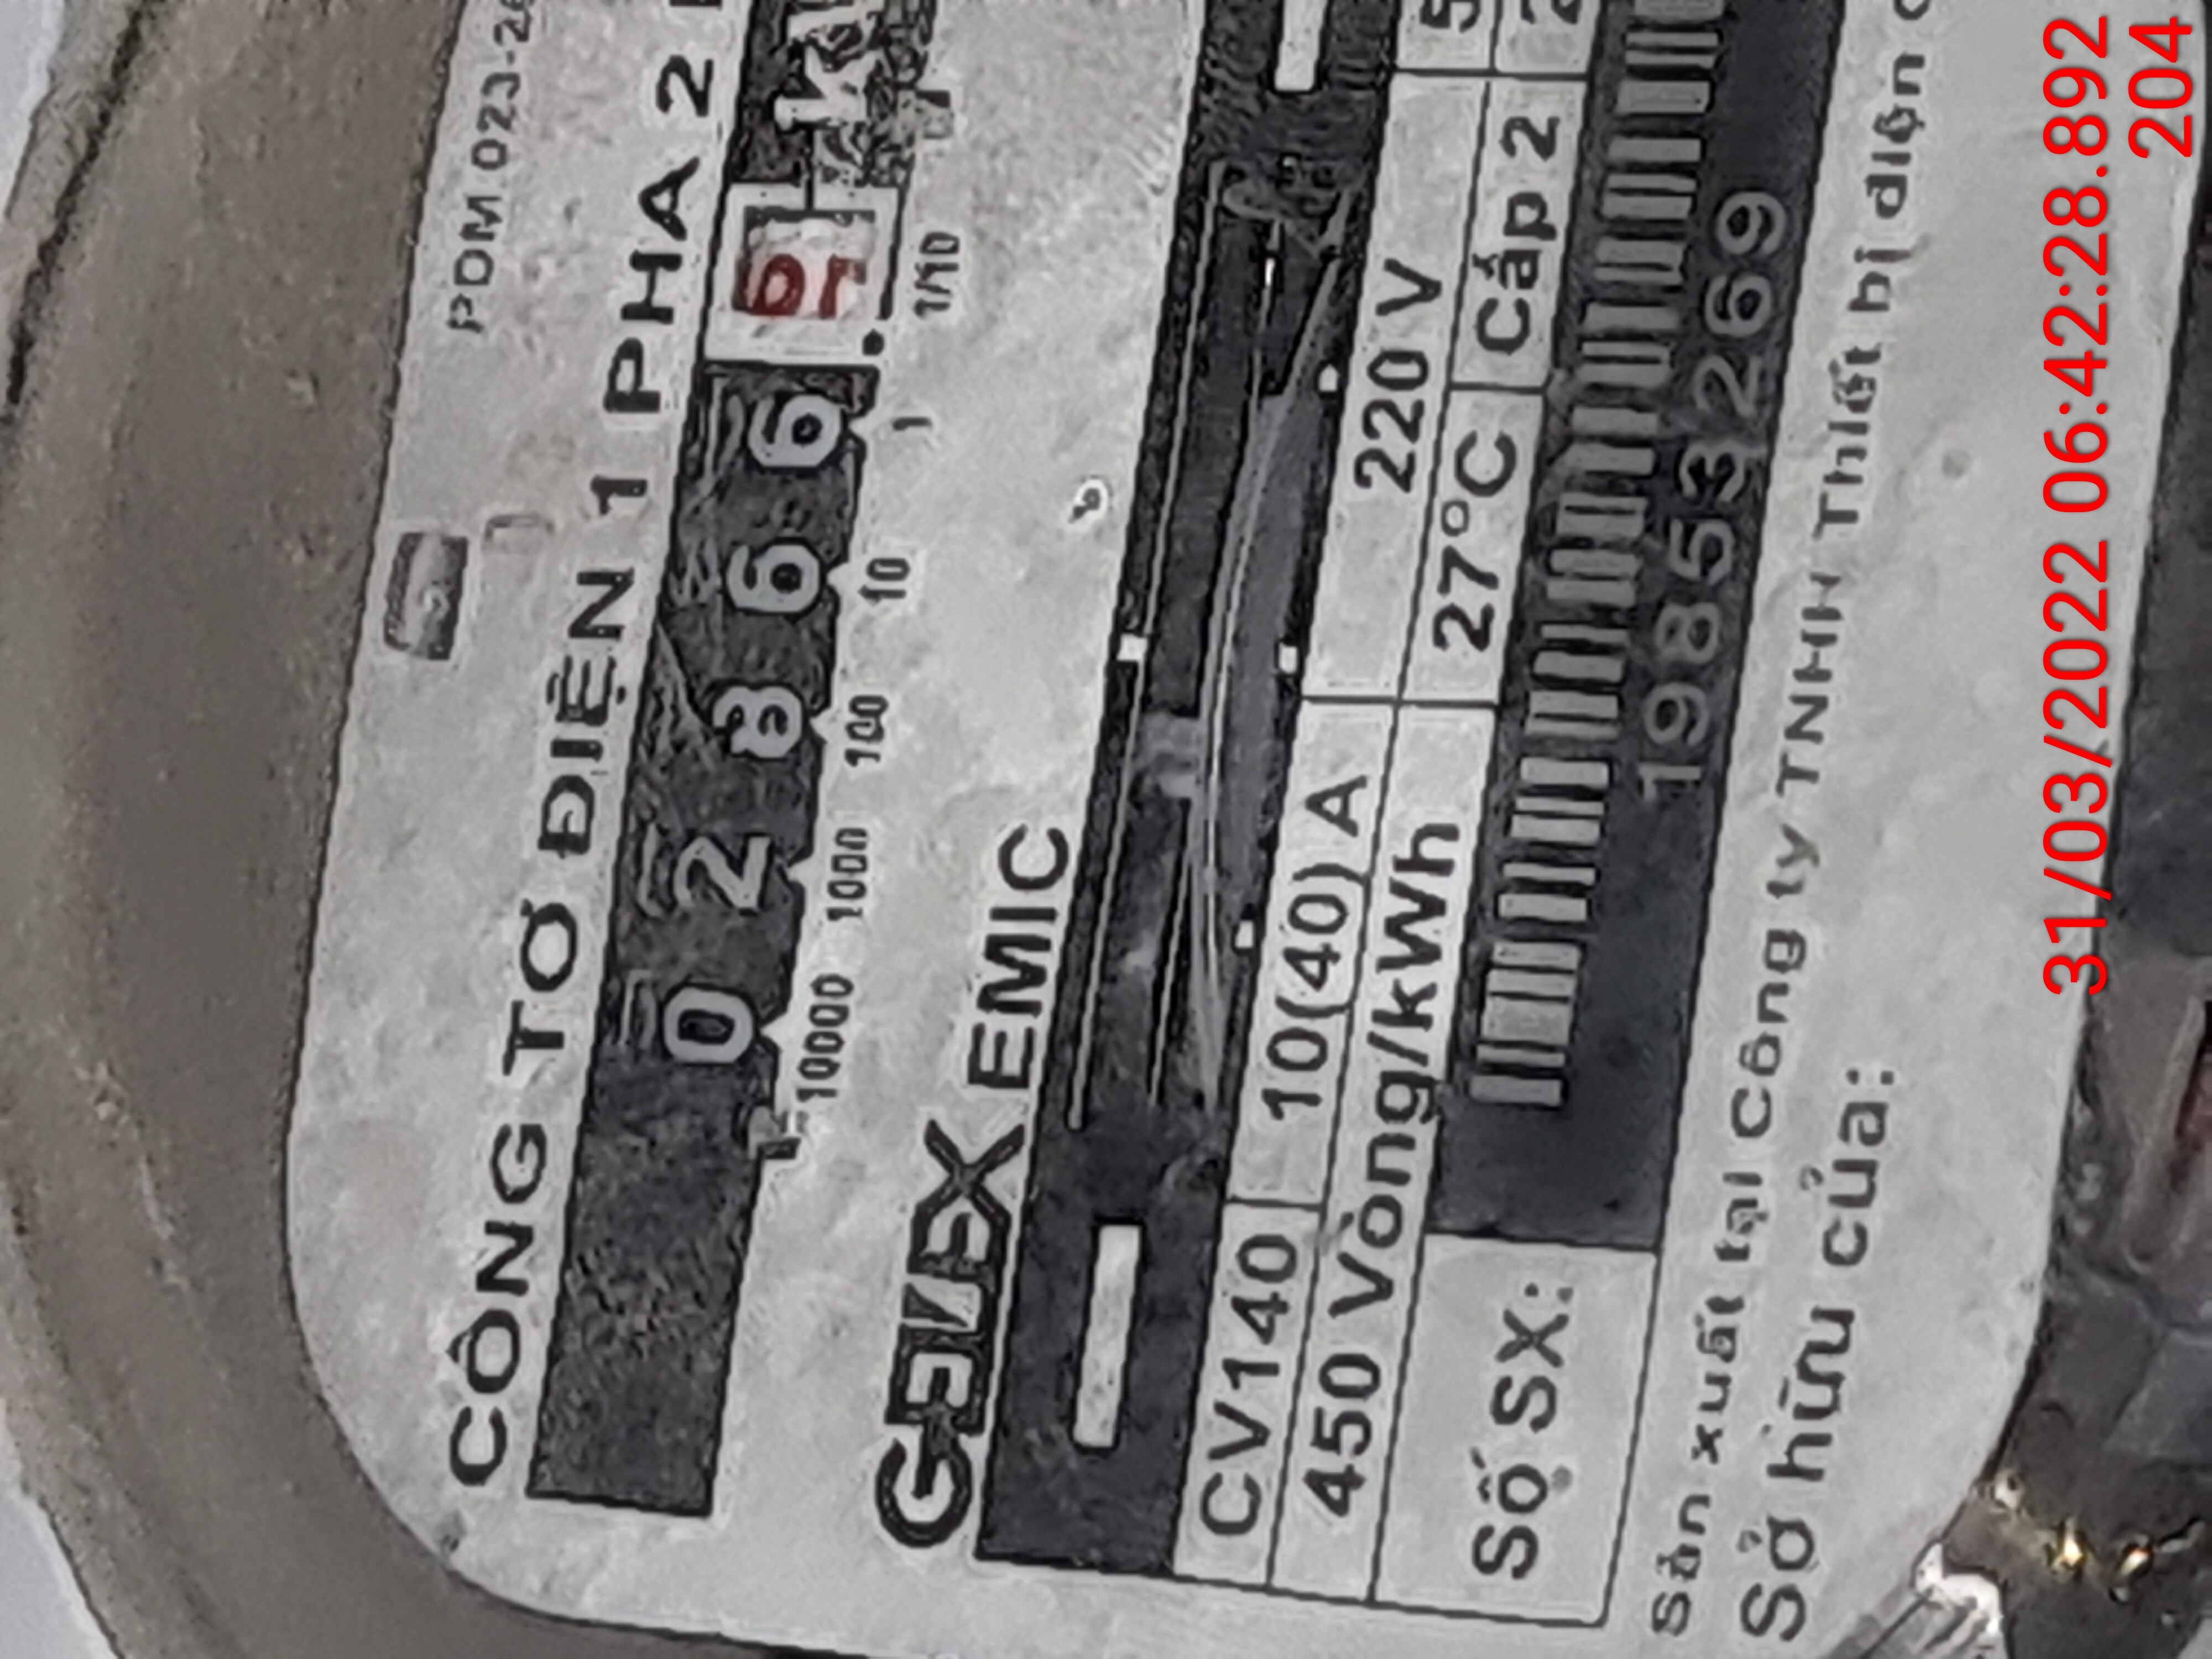 PDM 023-20
CÔNG TƠ ĐIỆN 1 PHA 2
0 2 8 6 6
10000 1000 100 10 1 1/10
GELEX EMIC
CV140 10(40) A 220 V
450 Vòng/kWh 27°C Cấp 2
Số SX: 19853269
Sản xuất tại Công ty TNHH Thiết bị điện
Sở hữu của:
31/03/2022 06:42:28.892
204